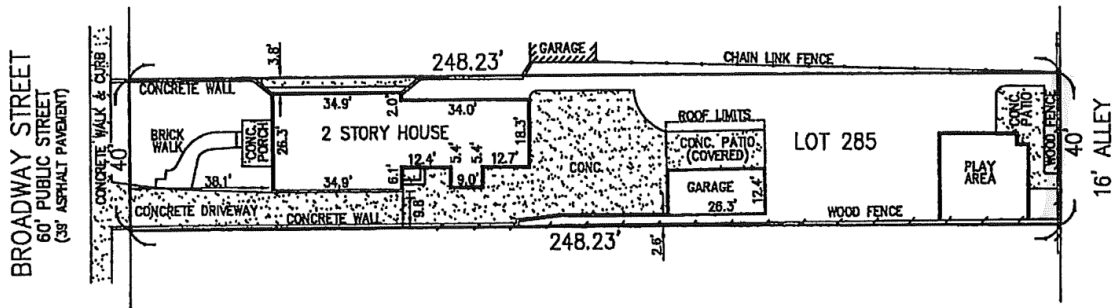 BROADWAY STREET
60' PUBLIC STREET
(39' ASPHALT PAVEMENT)
CONCRETE WALK & CURB
40'
3.8'
248.23'
GARAGE
CHAIN LINK FENCE
CONCRETE WALL
34.9'
2.0'
34.0'
BRICK
WALK
CONC.
PORCH
26.3'
2 STORY HOUSE
18.3'
ROOF LIMITS
CONC. PATIO
(COVERED)
LOT 285
CONC.
PATIO
WOOD FENCE
40'
16' ALLEY
38.1'
34.9'
6.1'
12.4'
5.4'
5.4'
9.0'
12.7'
CONC.
GARAGE
12.4'
26.3'
PLAY
AREA
CONCRETE DRIVEWAY
CONCRETE WALL
9.8'
WOOD FENCE
248.23'
2.6'